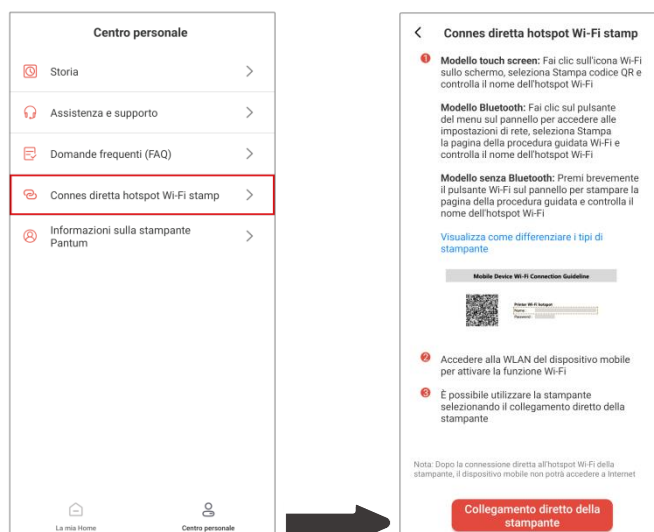 Centro personale
Storia
Assistenza e supporto
Domande frequenti (FAQ)
Connes diretta hotspot Wi-Fi stamp
Informazioni sulla stampante
Pantum
La mia Home
Centro personale
Connes diretta hotspot Wi-Fi stamp
1 Modello touch screen: Fai clic sull'icona Wi-Fi
sullo schermo, seleziona Stampa codice QR e
controlla il nome dell'hotspot Wi-Fi
Modello Bluetooth: Fai clic sul pulsante
del menu sul pannello per accedere alle
impostazioni di rete, seleziona Stampa
la pagina della procedura guidata Wi-Fi e
controlla il nome dell'hotspot Wi-Fi
Modello senza Bluetooth: Premi brevemente
il pulsante Wi-Fi sul pannello per stampare la
pagina della procedura guidata e controlla il
nome dell'hotspot Wi-Fi
Visualizza come differenziare i tipi di
stampante
Mobile Device Wi-Fi Connection Guideline
Printer Wi-Fi hotspot
Name:
Password:
2 Accedere alla WLAN del dispositivo mobile
per attivare la funzione Wi-Fi
3 È possibile utilizzare la stampante
selezionando il collegamento diretto della
stampante
Nota: Dopo la connessione diretta all'hotspot Wi-Fi della
stampante, il dispositivo mobile non potrà accedere a Internet
Collegamento diretto della
stampante